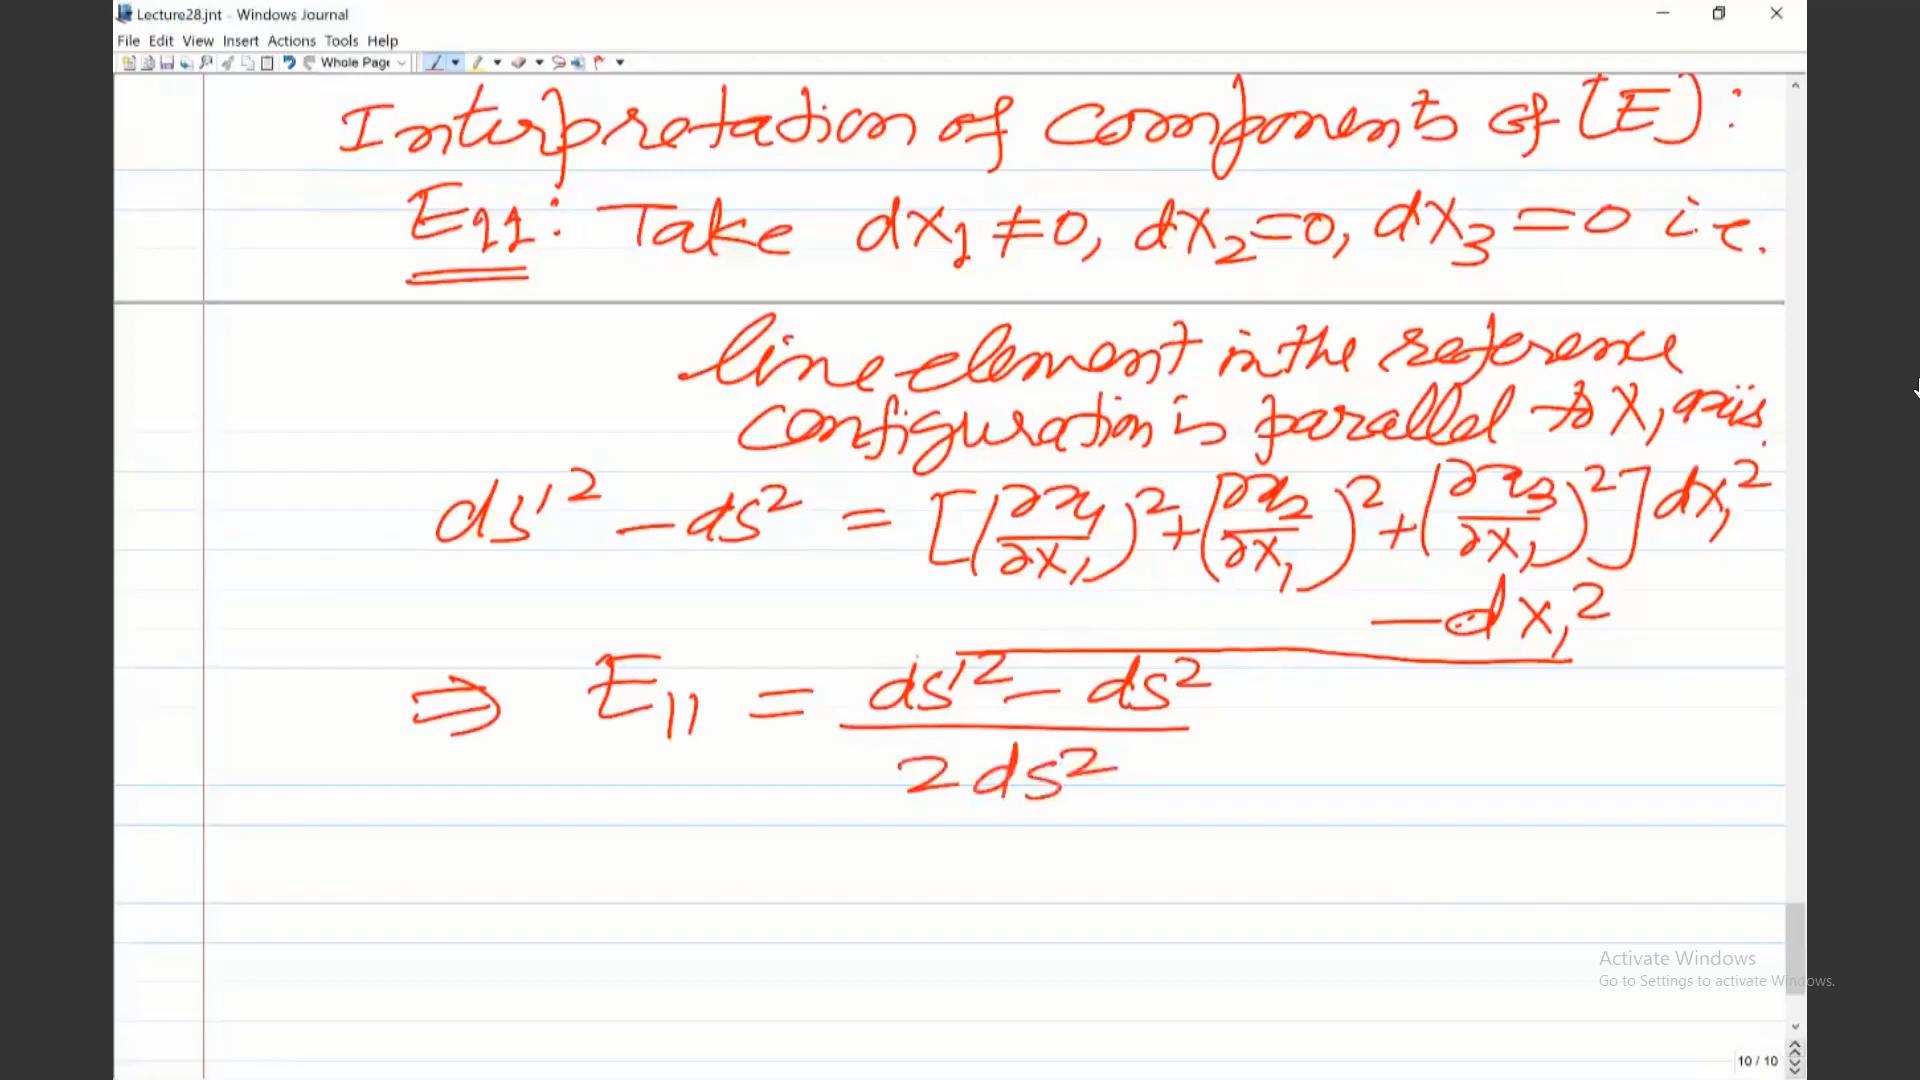 Lecture28.jnt - Windows Journal
File Edit View Insert Actions Tools Help
Whole Page
Interpretation of components of [E]:
E11: Take dX1 ≠ 0, dX2 = 0, dX3 = 0 i.e.
line element in the reference
configuration is parallel to X1 axis.
ds'² - ds² = [(∂x1/∂X1)² + (∂x2/∂X1)² + (∂x3/∂X1)²] dX1²
- dX1²
⇒ E11 = (ds'² - ds²) / 2ds²
Activate Windows
Go to Settings to activate Windows.
10 / 10